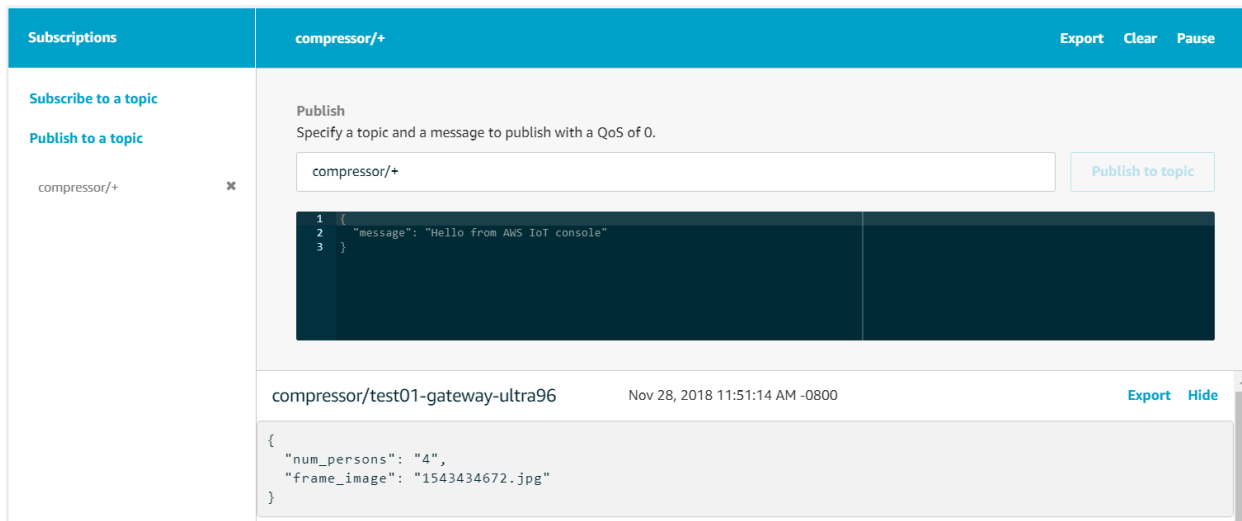 Subscriptions
compressor/+
Export Clear Pause
Subscribe to a topic
Publish to a topic
compressor/+ ×
Publish
Specify a topic and a message to publish with a QoS of 0.
compressor/+
Publish to topic
1 {
2 "message": "Hello from AWS IoT console"
3 }
compressor/test01-gateway-ultra96 Nov 28, 2018 11:51:14 AM -0800 Export Hide
{
"num_persons": "4",
"frame_image": "1543434672.jpg"
}